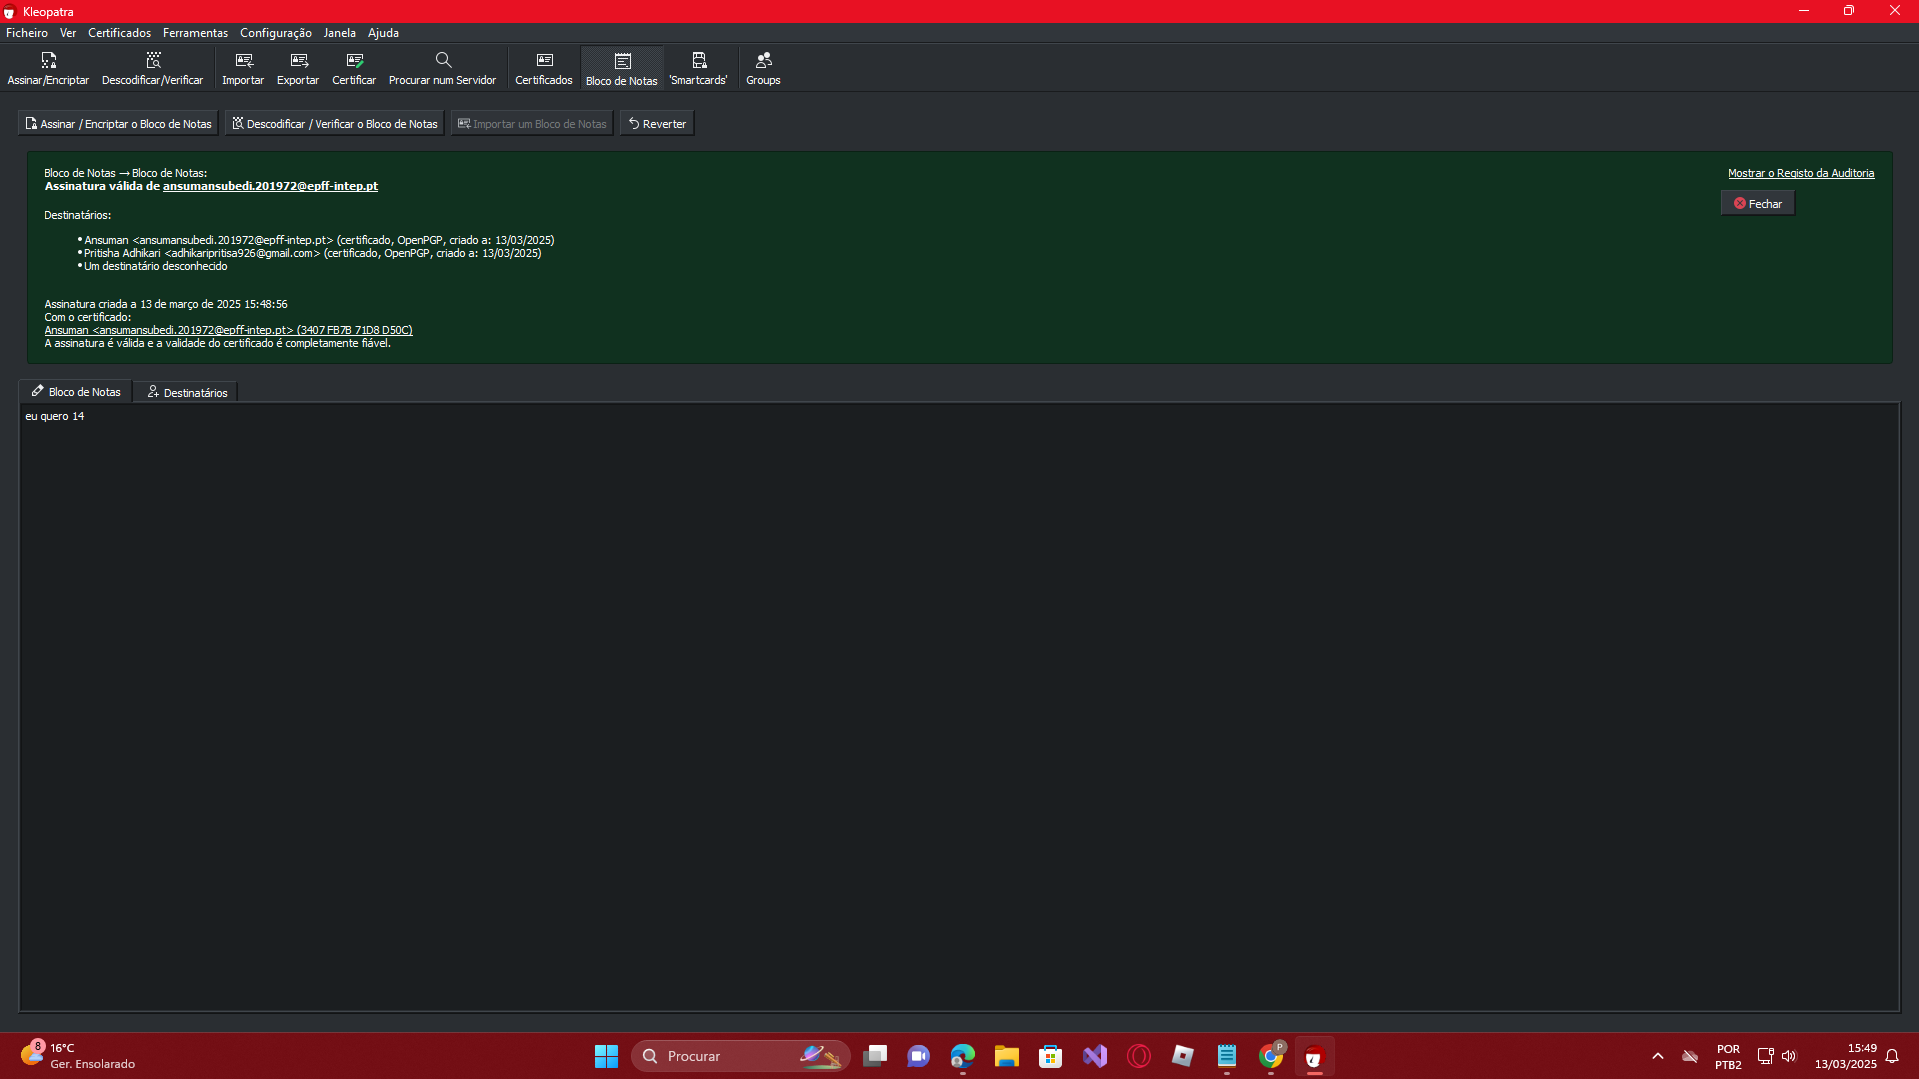 Kleopatra
Ficheiro Ver Certificados Ferramentas Configuração Janela Ajuda
Assinar/Encriptar Descodificar/Verificar Importar Exportar Certificar Procurar num Servidor Certificados Bloco de Notas 'Smartcards' Groups
Assinar / Encriptar o Bloco de Notas Descodificar / Verificar o Bloco de Notas Importar um Bloco de Notas Reverter
Bloco de Notas → Bloco de Notas: Mostrar o Registo da Auditoria
Assinatura válida de ansumansubedi.201972@epff-intep.pt
Fechar
Destinatários:
• Ansuman <ansumansubedi.201972@epff-intep.pt> (certificado, OpenPGP, criado a: 13/03/2025)
• Pritisha Adhikari <adhikaripritisa926@gmail.com> (certificado, OpenPGP, criado a: 13/03/2025)
• Um destinatário desconhecido
Assinatura criada a 13 de março de 2025 15:48:56
Com o certificado:
Ansuman <ansumansubedi.201972@epff-intep.pt> (3407 FB7B 71D8 D50C)
A assinatura é válida e a validade do certificado é completamente fiável.
Bloco de Notas Destinatários
eu quero 14
8
16°C
Ger. Ensolarado
Procurar
P
POR
PTB2
15:49
13/03/2025